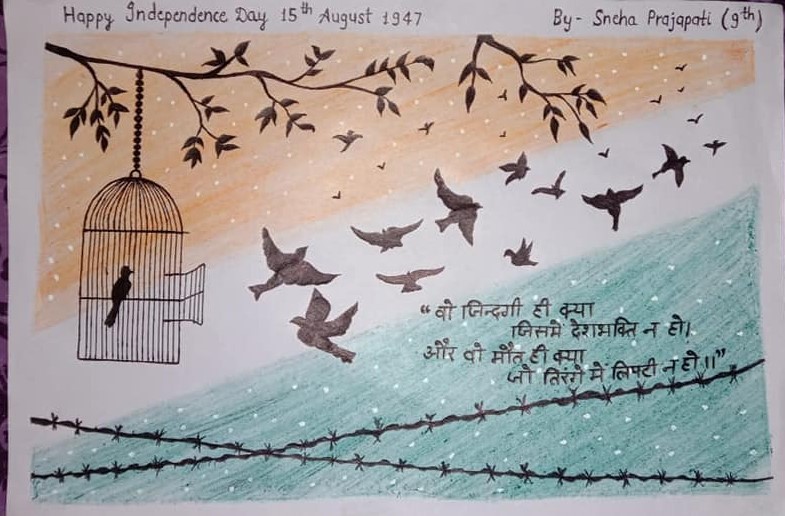 Happy Independence Day 15th August 1947
By- Sneha Prajapati (9th)
“वो जिन्दगी ही क्या
जिसमे देशभक्ति न हो।
और वो मौत ही क्या
जो तिरंगे में लिपटी न हो॥”